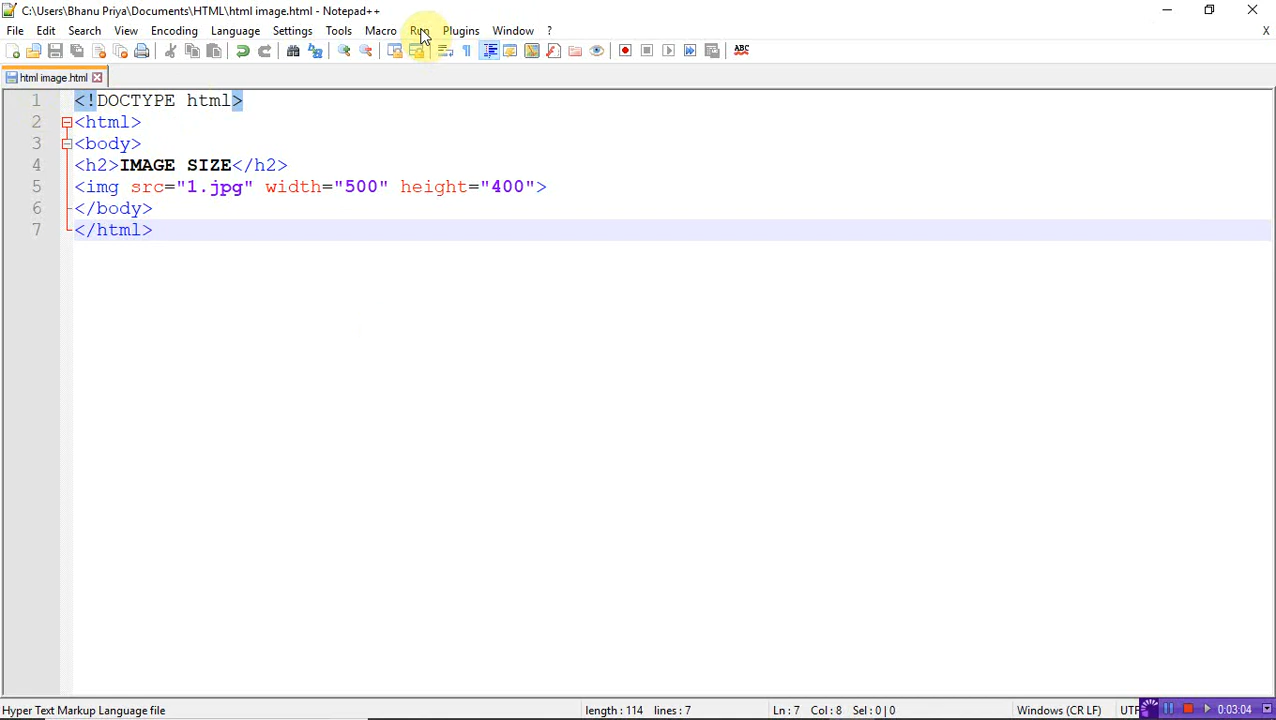 C:\Users\Bhanu Priya\Documents\HTML\html image.html - Notepad++
File Edit Search View Encoding Language Settings Tools Macro Run Plugins Window ? X
ABC
html image.html
1 <!DOCTYPE html>
2 <html>
3 <body>
4 <h2>IMAGE SIZE</h2>
5 <img src="1.jpg" width="500" height="400">
6 </body>
7 </html>
Hyper Text Markup Language file length : 114 lines : 7 Ln : 7 Col : 8 Sel : 0 | 0 Windows (CR LF) UTF 0:03:04